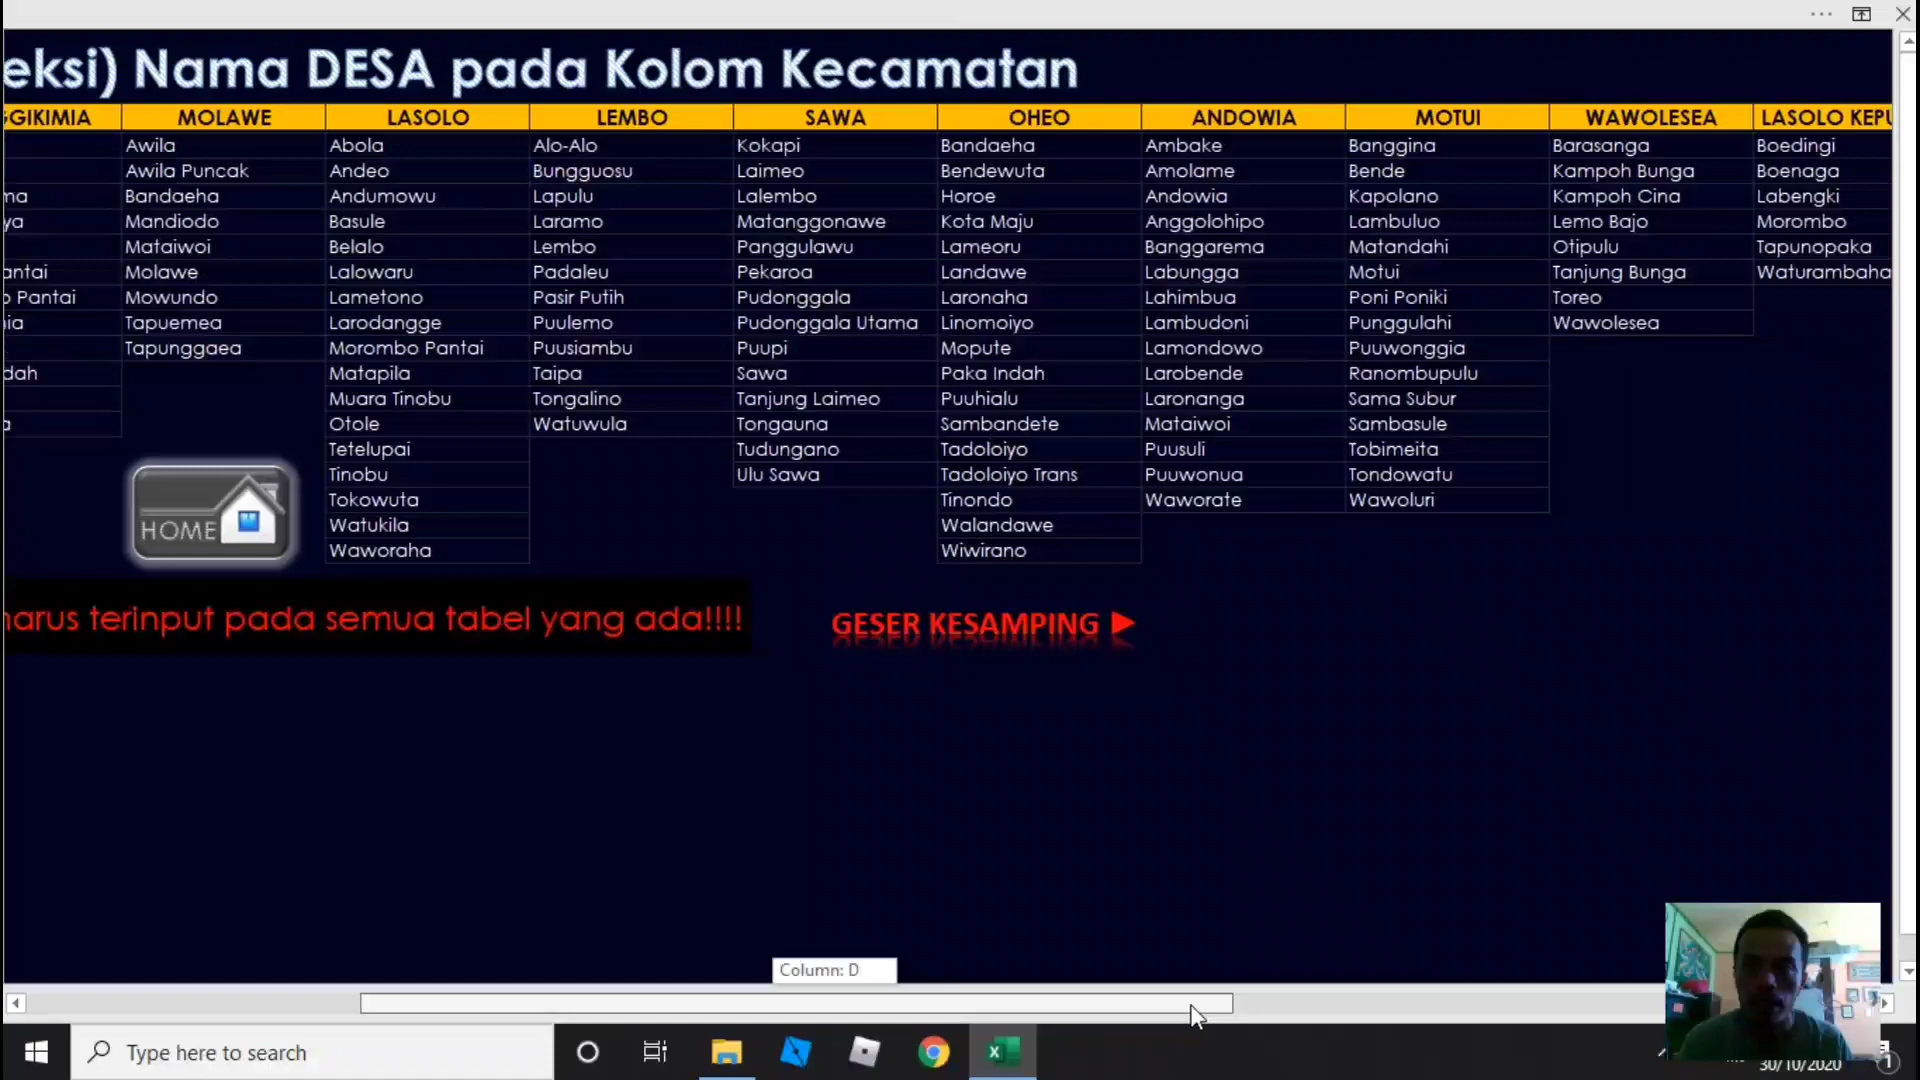 eksi) Nama DESA pada Kolom Kecamatan
GGIKIMIA MOLAWE LASOLO LEMBO SAWA OHEO ANDOWIA MOTUI WAWOLESEA LASOLO KEPU
Awila Abola Alo-Alo Kokapi Bandaeha Ambake Banggina Barasanga Boedingi
Awila Puncak Andeo Bungguosu Laimeo Bendewuta Amolame Bende Kampoh Bunga Boenaga
ma Bandaeha Andumowu Lapulu Lalembo Horoe Andowia Kapolano Kampoh Cina Labengki
ya Mandiodo Basule Laramo Matanggonawe Kota Maju Anggolohipo Lambuluo Lemo Bajo Morombo
Mataiwoi Belalo Lembo Panggulawu Lameoru Banggarema Matandahi Otipulu Tapunopaka
antai Molawe Lalowaru Padaleu Pekaroa Landawe Labungga Motui Tanjung Bunga Waturambaha
o Pantai Mowundo Lametono Pasir Putih Pudonggala Laronaha Lahimbua Poni Poniki Toreo
ia Tapuemea Larodangge Puulemo Pudonggala Utama Linomoiyo Lambudoni Punggulahi Wawolesea
Tapunggaea Morombo Pantai Puusiambu Puupi Mopute Lamondowo Puuwonggia
dah Matapila Taipa Sawa Paka Indah Larobende Ranombupulu
Muara Tinobu Tongalino Tanjung Laimeo Puuhialu Laronanga Sama Subur
a Otole Watuwula Tongauna Sambandete Mataiwoi Sambasule
Tetelupai Tudungano Tadoloiyo Puusuli Tobimeita
Tinobu Ulu Sawa Tadoloiyo Trans Puuwonua Tondowatu
Tokowuta Tinondo Waworate Wawoluri
Watukila Walandawe
Waworaha Wiwirano
HOME
harus terinput pada semua tabel yang ada!!!!
GESER KESAMPING ►
Column: D
Type here to search
30/10/2020
1